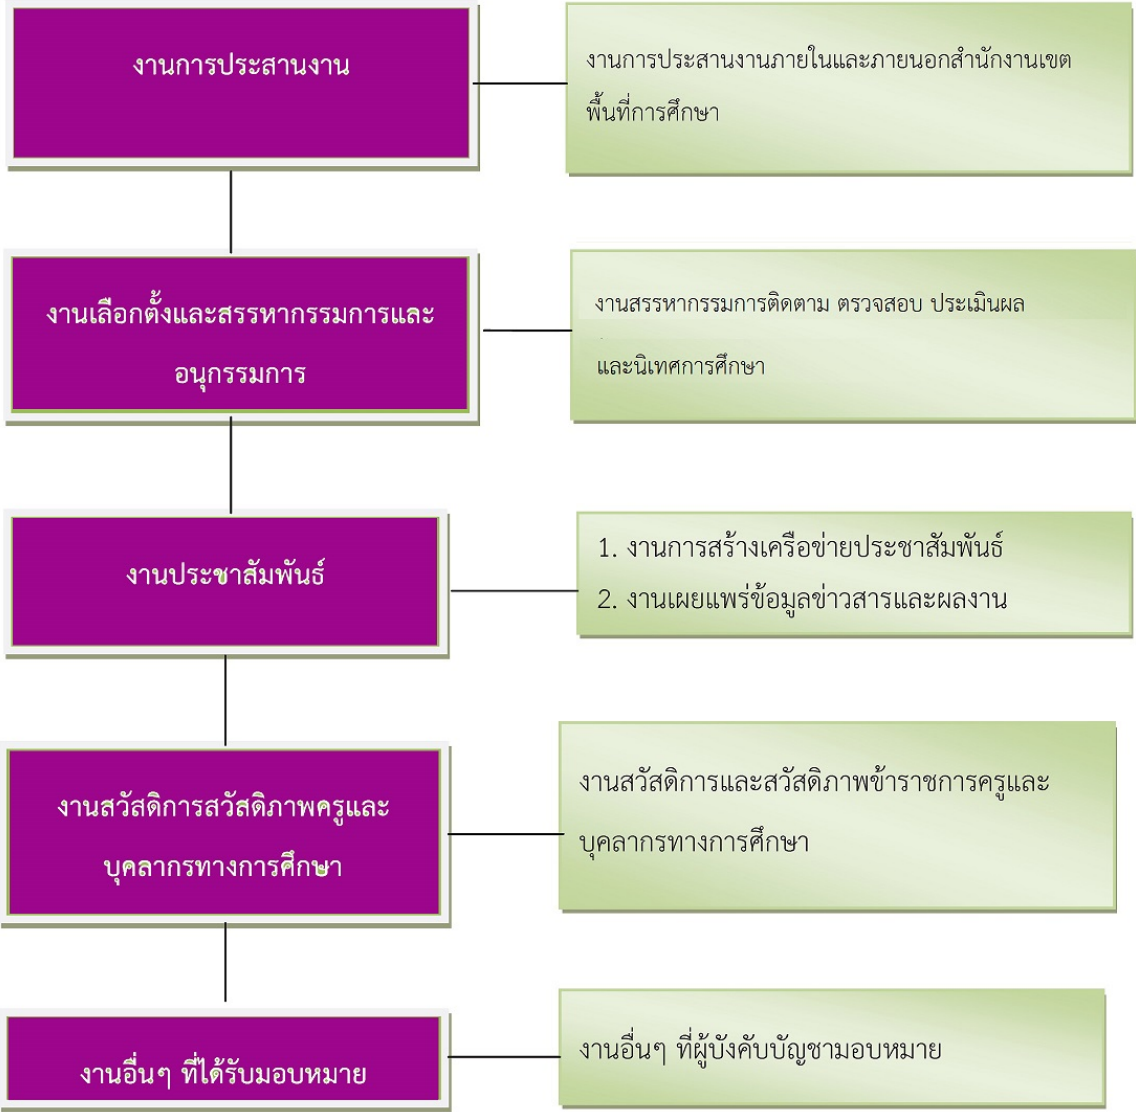 งานการประสานงาน
งานการประสานงานภายในและภายนอกสำนักงานเขต
พื้นที่การศึกษา
งานเลือกตั้งและสรรหากรรมการและ
อนุกรรมการ
งานสรรหากรรมการติดตาม ตรวจสอบ ประเมินผล
และนิเทศการศึกษา
งานประชาสัมพันธ์
1. งานการสร้างเครือข่ายประชาสัมพันธ์
2. งานเผยแพร่ข้อมูลข่าวสารและผลงาน
งานสวัสดิการสวัสดิภาพครูและ
บุคลากรทางการศึกษา
งานสวัสดิการและสวัสดิภาพข้าราชการครูและ
บุคลากรทางการศึกษา
งานอื่นๆ ที่ได้รับมอบหมาย
งานอื่นๆ ที่ผู้บังคับบัญชามอบหมาย